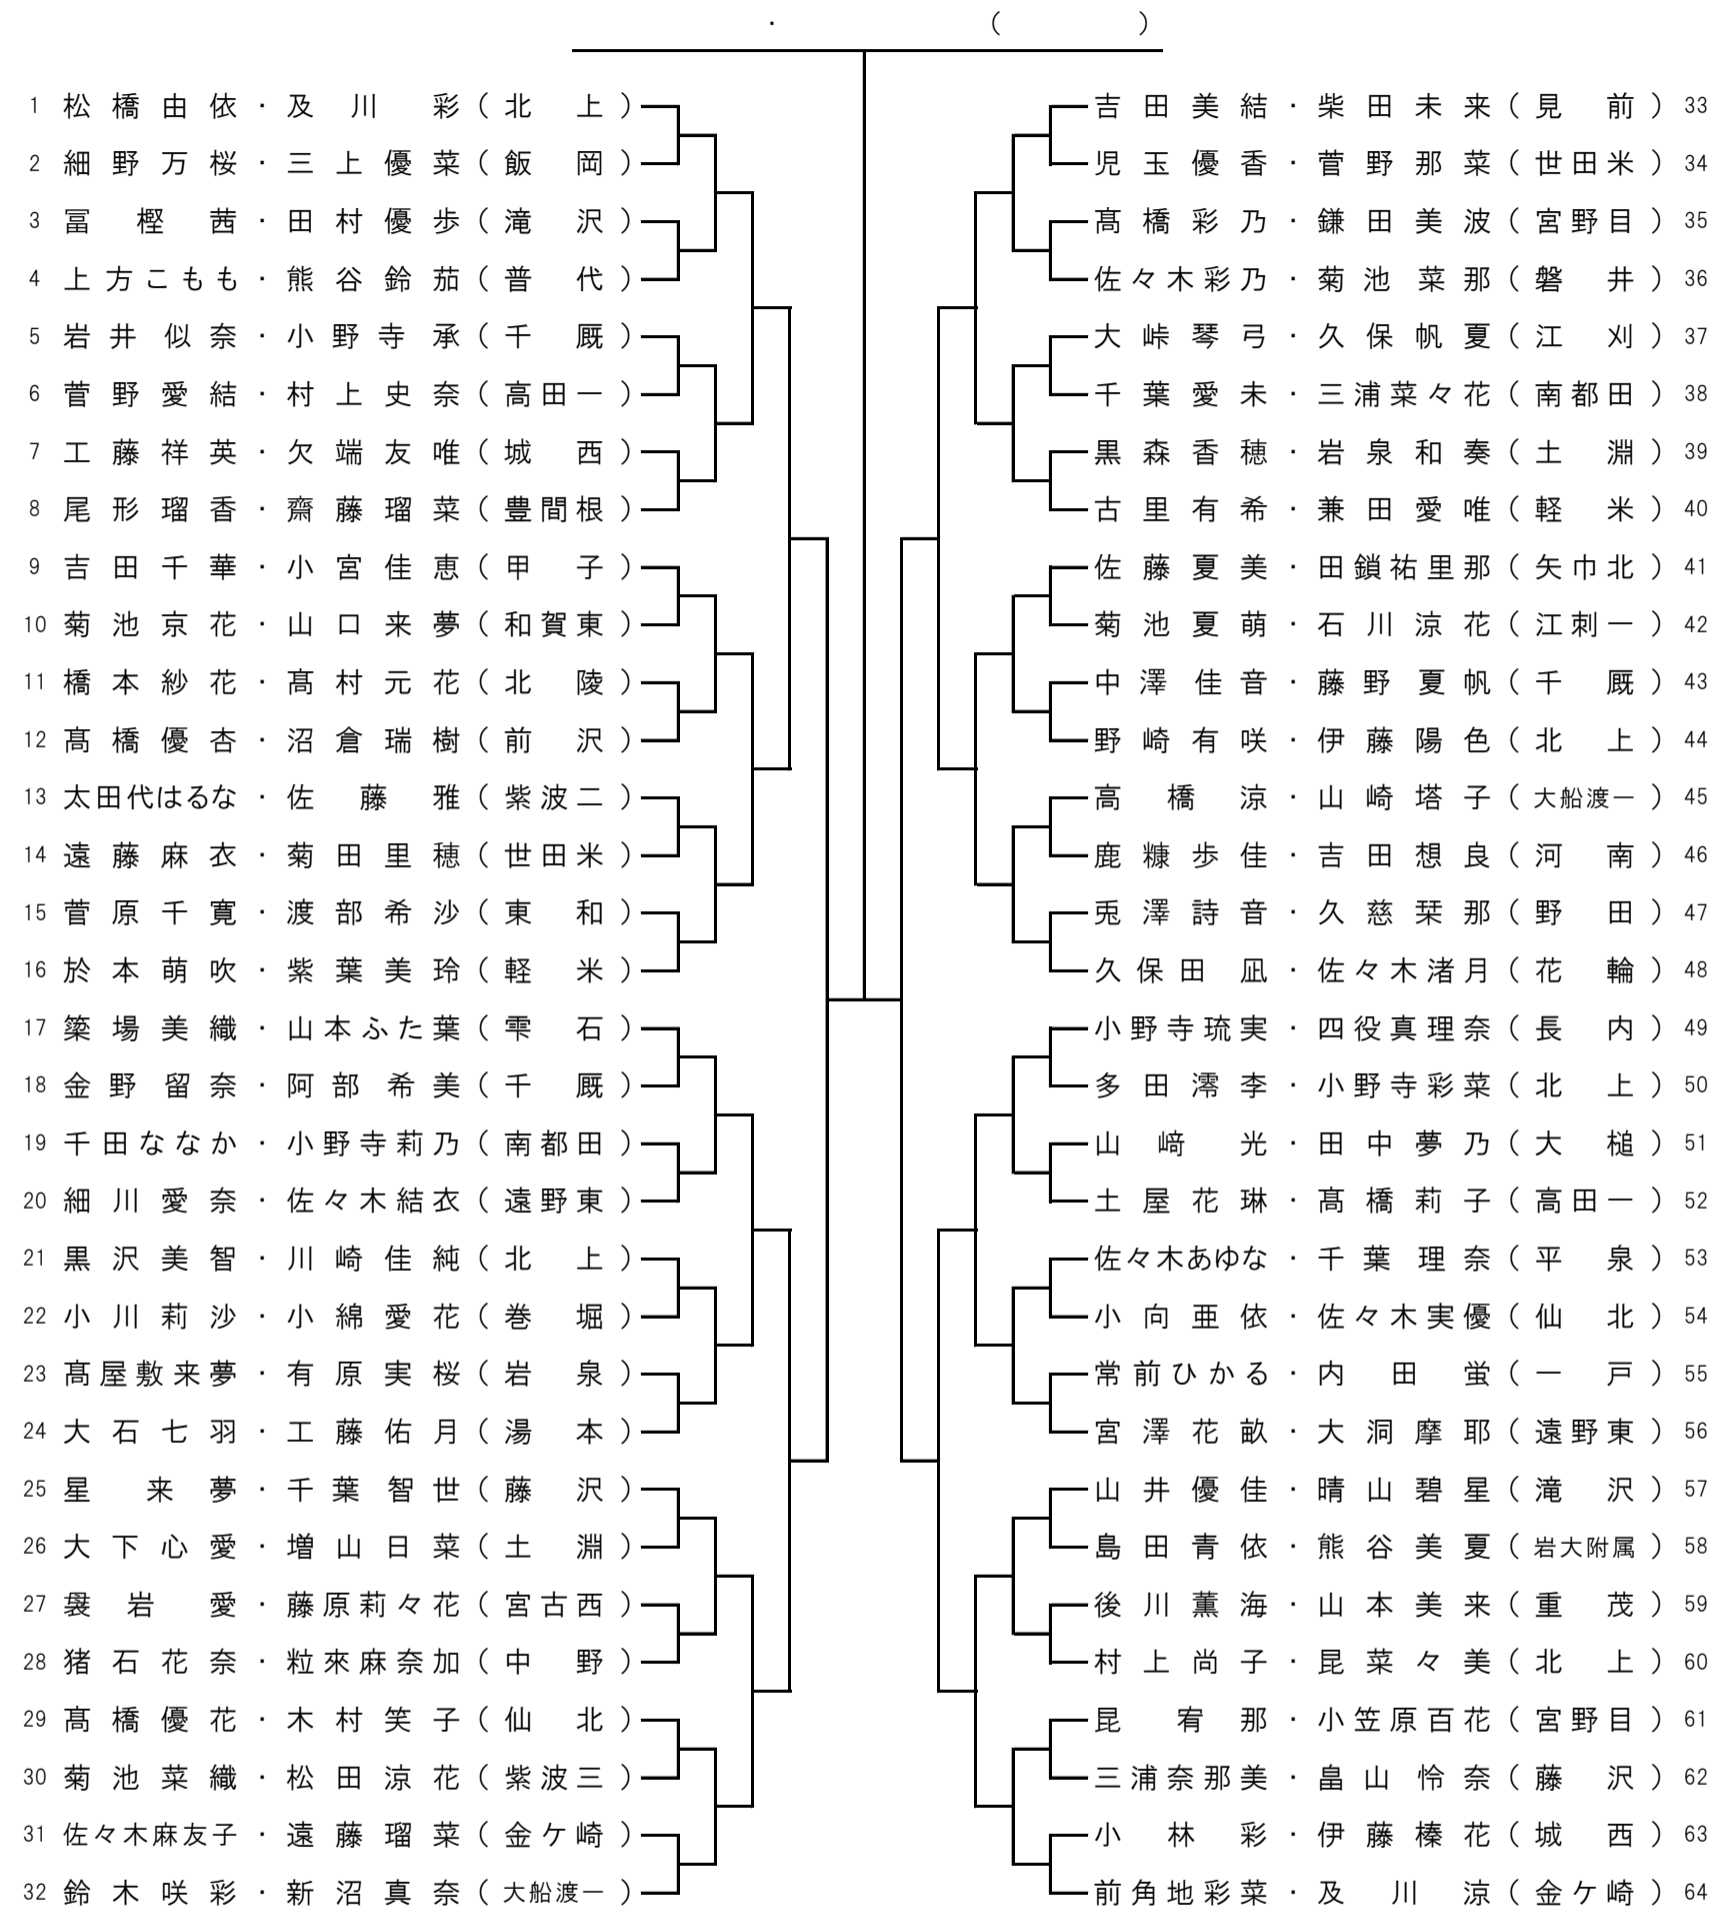 ・ （ ）
1 松橋由依・及川彩（北上）
2 細野万桜・三上優菜（飯岡）
3 冨樫茜・田村優歩（滝沢）
4 上方こもも・熊谷鈴茄（普代）
5 岩井似奈・小野寺承（千厩）
6 菅野愛結・村上史奈（高田一）
7 工藤祥英・欠端友唯（城西）
8 尾形瑠香・齋藤瑠菜（豊間根）
9 吉田千華・小宮佳恵（甲子）
10 菊池京花・山口来夢（和賀東）
11 橋本紗花・髙村元花（北陵）
12 髙橋優杏・沼倉瑞樹（前沢）
13 太田代はるな・佐藤雅（紫波二）
14 遠藤麻衣・菊田里穂（世田米）
15 菅原千寛・渡部希沙（東和）
16 於本萌吹・紫葉美玲（軽米）
17 簗場美織・山本ふた葉（雫石）
18 金野留奈・阿部希美（千厩）
19 千田ななか・小野寺莉乃（南都田）
20 細川愛奈・佐々木結衣（遠野東）
21 黒沢美智・川崎佳純（北上）
22 小川莉沙・小綿愛花（巻堀）
23 髙屋敷来夢・有原実桜（岩泉）
24 大石七羽・工藤佑月（湯本）
25 星来夢・千葉智世（藤沢）
26 大下心愛・増山日菜（土淵）
27 袰岩愛・藤原莉々花（宮古西）
28 猪石花奈・粒來麻奈加（中野）
29 髙橋優花・木村笑子（仙北）
30 菊池菜織・松田涼花（紫波三）
31 佐々木麻友子・遠藤瑠菜（金ケ崎）
32 鈴木咲彩・新沼真奈（大船渡一）
吉田美結・柴田未来（見前）33
児玉優香・菅野那菜（世田米）34
髙橋彩乃・鎌田美波（宮野目）35
佐々木彩乃・菊池菜那（磐井）36
大峠琴弓・久保帆夏（江刈）37
千葉愛未・三浦菜々花（南都田）38
黒森香穂・岩泉和奏（土淵）39
古里有希・兼田愛唯（軽米）40
佐藤夏美・田鎖祐里那（矢巾北）41
菊池夏萌・石川涼花（江刺一）42
中澤佳音・藤野夏帆（千厩）43
野崎有咲・伊藤陽色（北上）44
高橋涼・山崎塔子（大船渡一）45
鹿糠歩佳・吉田想良（河南）46
兎澤詩音・久慈栞那（野田）47
久保田凪・佐々木渚月（花輪）48
小野寺琉実・四役真理奈（長内）49
多田澪李・小野寺彩菜（北上）50
山﨑光・田中夢乃（大槌）51
土屋花琳・髙橋莉子（高田一）52
佐々木あゆな・千葉理奈（平泉）53
小向亜依・佐々木実優（仙北）54
常前ひかる・内田蛍（一戸）55
宮澤花畝・大洞摩耶（遠野東）56
山井優佳・晴山碧星（滝沢）57
島田青依・熊谷美夏（岩大附属）58
後川薫海・山本美来（重茂）59
村上尚子・昆菜々美（北上）60
昆宥那・小笠原百花（宮野目）61
三浦奈那美・畠山怜奈（藤沢）62
小林彩・伊藤榛花（城西）63
前角地彩菜・及川涼（金ケ崎）64